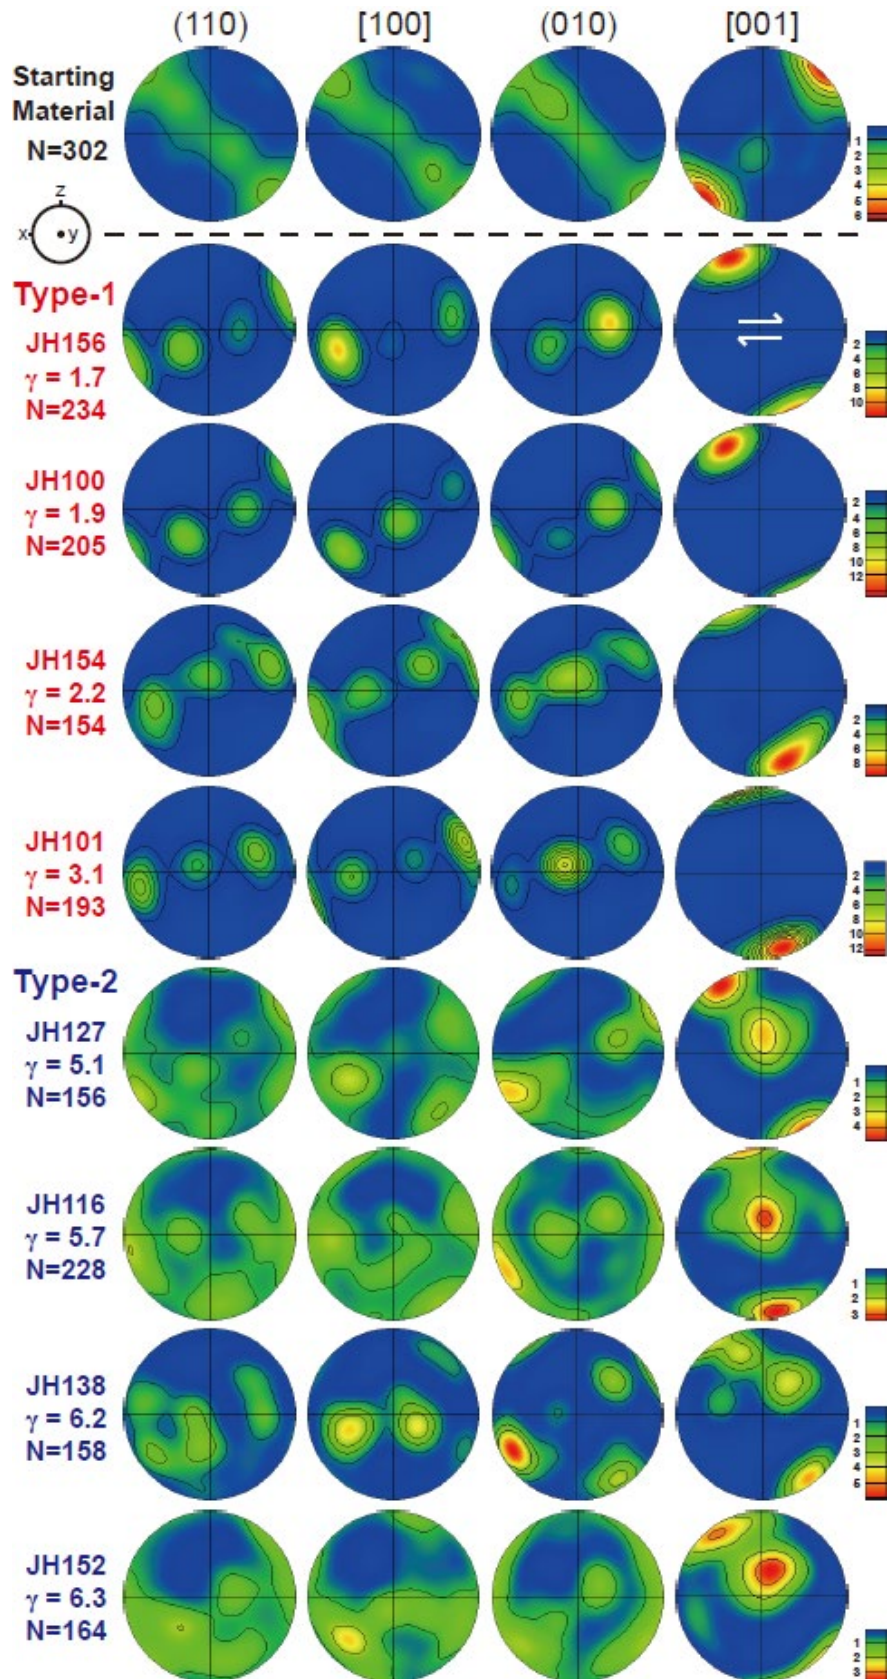 (110) [100] (010) [001]
Starting
Material
N=302
1
2
3
4
5
6
z
x y
Type-1
JH156
γ = 1.7
N=234
2
4
6
8
10
JH100
γ = 1.9
N=205
2
4
6
8
10
12
JH154
γ = 2.2
N=154
2
4
6
8
JH101
γ = 3.1
N=193
2
4
6
8
10
12
Type-2
JH127
γ = 5.1
N=156
1
2
3
4
JH116
γ = 5.7
N=228
1
2
3
JH138
γ = 6.2
N=158
1
2
3
4
5
JH152
γ = 6.3
N=164
1
2
3